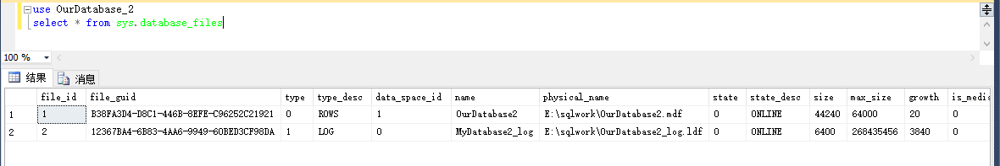 use OurDatabase_2
select * from sys.database_files
100 %
结果 消息
file_id file_guid type type_desc data_space_id name physical_name state state_desc size max_size growth is_media
1 1 B38FA3D4-D8C1-446B-8EFE-C96252C21921 0 ROWS 1 OurDatabase2 E:\sqlwork\OurDatabase2.mdf 0 ONLINE 44240 64000 20 0
2 2 12367BA4-6B83-4AA6-9949-60BED3CF98DA 1 LOG 0 MyDatabase2_log E:\sqlwork\OurDatabase2_log.ldf 0 ONLINE 6400 268435456 3840 0